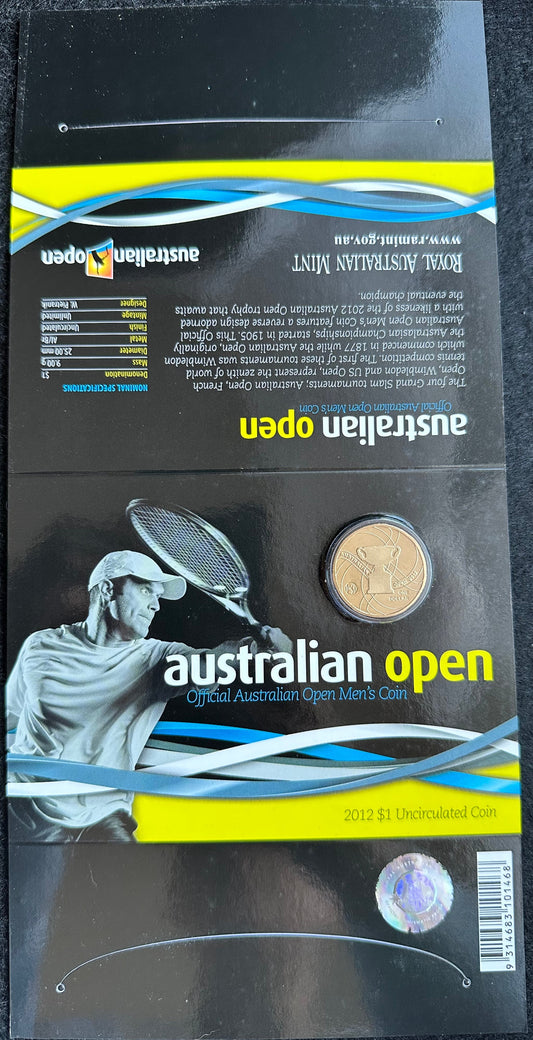 australian open
ROYAL AUSTRALIAN MINT
www.ramint.gov.au
australian open
Official Australian Open Men's Coin
The four Grand Slam tournaments, Australian Open, French
Open, Wimbledon and US Open, represent the zenith of world
tennis competition. The first of these tournaments was Wimbledon
which commenced in 1877 with the Australian Open, originally
the Australasian Championships, started in 1905. This Official
Australian Open Men's Coin features a reverse design adorned
with a likeness of the 2012 Australian Open trophy that awaits
the eventual champion.
NOMINAL SPECIFICATIONS
Denomination $1
Mass 9.00 g
Diameter 25.00 mm
Metal Al/Br
Finish Uncirculated
Mintage Unlimited
Designer W. Pietranik
AUSTRALIAN
australian open
Official Australian Open Men's Coin
2012 $1 Uncirculated Coin
9 314683 101468